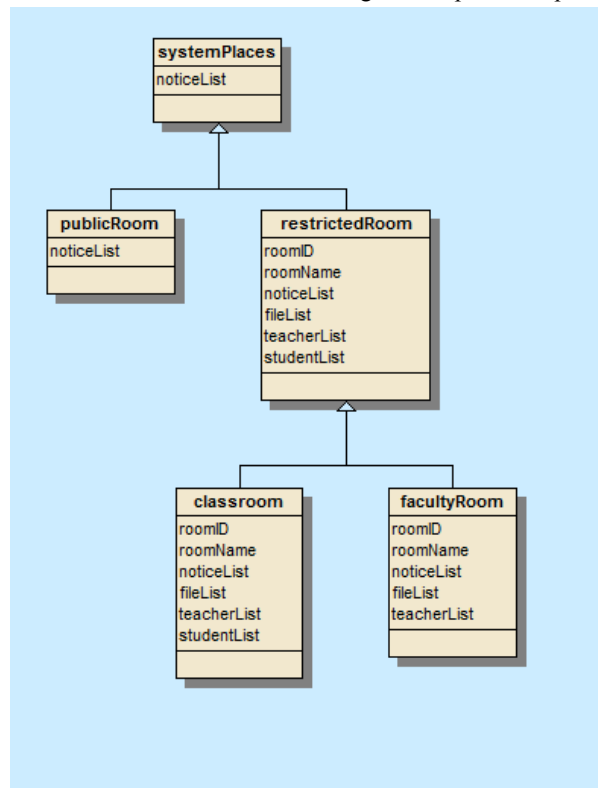 systemPlaces
noticeList
publicRoom
noticeList
restrictedRoom
roomID
roomName
noticeList
fileList
teacherList
studentList
classroom
roomID
roomName
noticeList
fileList
teacherList
studentList
facultyRoom
roomID
roomName
noticeList
fileList
teacherList